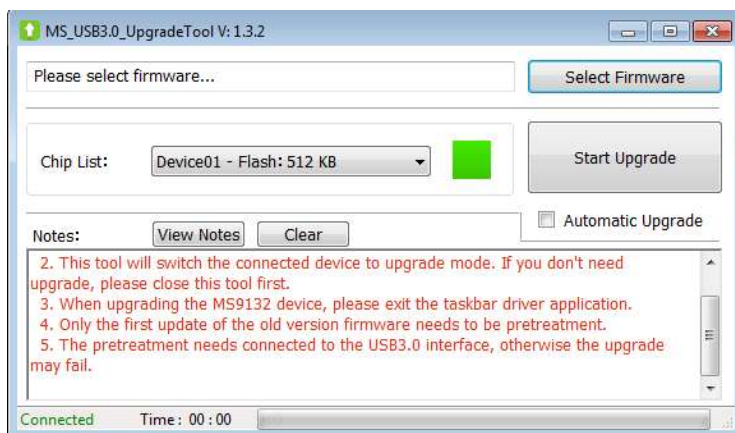 MS_USB3.0_UpgradeTool V: 1.3.2
Please select firmware...
Select Firmware
Chip List:
Device01 - Flash: 512 KB
Start Upgrade
Automatic Upgrade
Notes:
View Notes
Clear
2. This tool will switch the connected device to upgrade mode. If
you don't need
upgrade, please close this tool first.
3. When upgrading the MS9132 device, please exit the taskbar
driver application.
4. Only the first update of the old version firmware needs to be
pretreatment.
5. The pretreatment needs connected to the USB3.0 interface, otherwise the upgrade
may fail.
Connected
Time: 00:00